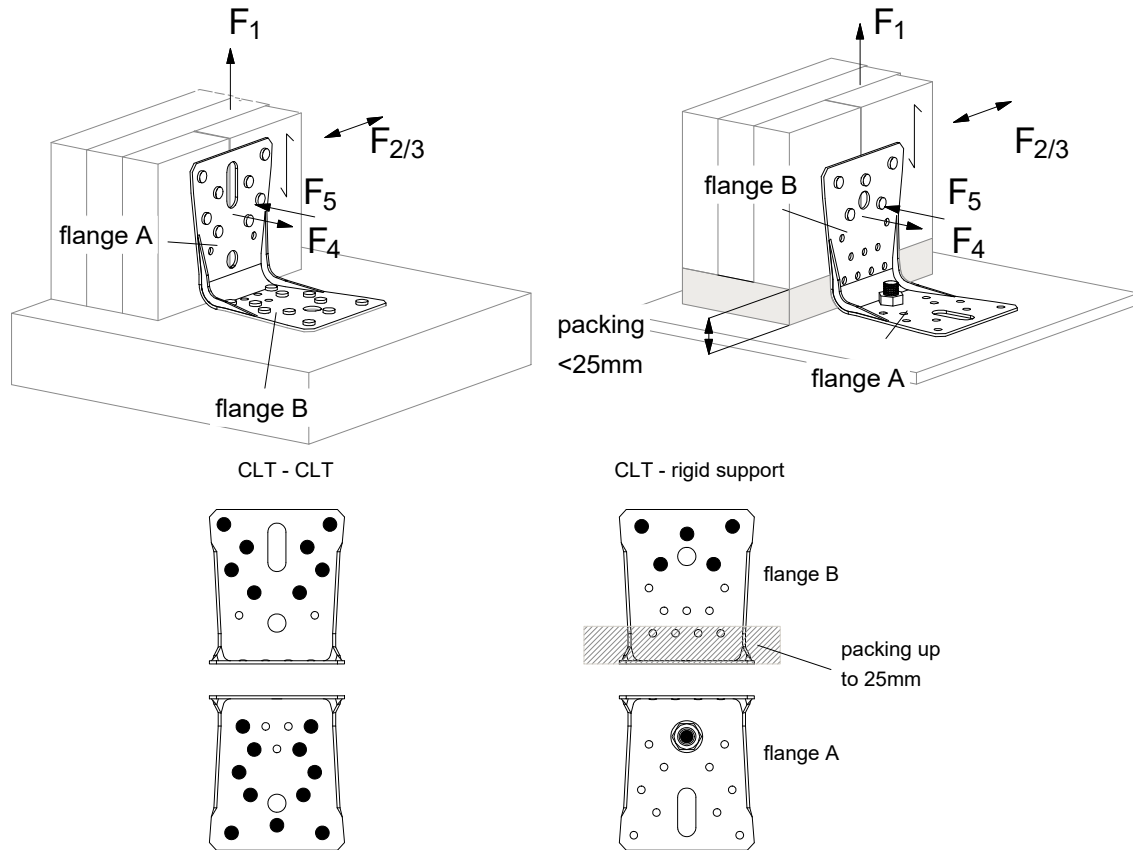 F1
F2/3
F5
F4
flange A
flange B
F1
F2/3
flange B
F5
F4
packing
<25mm
flange A
CLT - CLT
CLT - rigid support
flange B
packing up
to 25mm
flange A